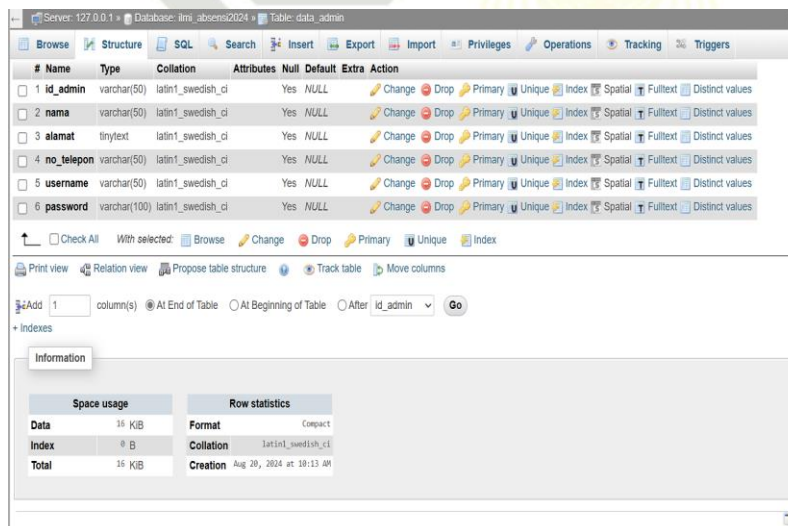 Server: 127.0.0.1 » Database: ilmi_absensi2024 » Table: data_admin
Browse Structure SQL Search Insert Export Import Privileges Operations Tracking Triggers
# Name Type Collation Attributes Null Default Extra Action
1 id_admin varchar(50) latin1_swedish_ci Yes NULL Change Drop Primary Unique Index Spatial Fulltext Distinct values
2 nama varchar(50) latin1_swedish_ci Yes NULL Change Drop Primary Unique Index Spatial Fulltext Distinct values
3 alamat tinytext latin1_swedish_ci Yes NULL Change Drop Primary Unique Index Spatial Fulltext Distinct values
4 no_telepon varchar(50) latin1_swedish_ci Yes NULL Change Drop Primary Unique Index Spatial Fulltext Distinct values
5 username varchar(50) latin1_swedish_ci Yes NULL Change Drop Primary Unique Index Spatial Fulltext Distinct values
6 password varchar(100) latin1_swedish_ci Yes NULL Change Drop Primary Unique Index Spatial Fulltext Distinct values
Check All With selected: Browse Change Drop Primary Unique Index
Print view Relation view Propose table structure Track table Move columns
Add 1 column(s) At End of Table At Beginning of Table After id_admin Go
+ Indexes
Information
Space usage
Data 16 KiB
Index 0 B
Total 16 KiB
Row statistics
Format Compact
Collation latin1_swedish_ci
Creation Aug 20, 2024 at 10:13 AM